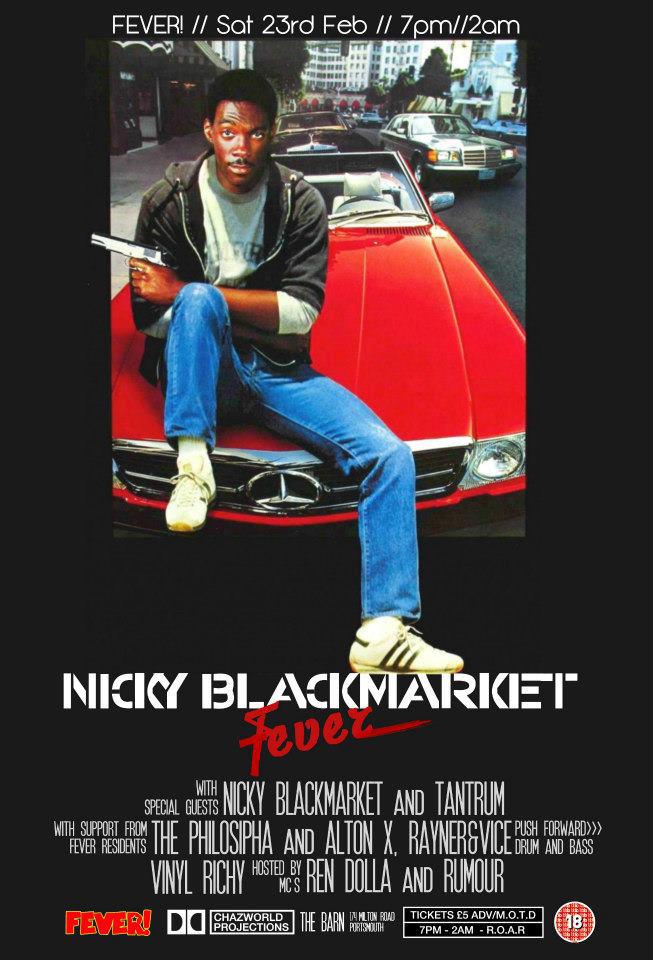 FEVER! // Sat 23rd Feb // 7pm//2am
NICKY BLACKMARKET
Fever
WITH SPECIAL GUESTS NICKY BLACKMARKET AND TANTRUM
WITH SUPPORT FROM FEVER RESIDENTS THE PHILOSIPHA AND ALTON X, RAYNER&VICE PUSH FORWARD>>> DRUM AND BASS
VINYL RICHY HOSTED BY MC S REN DOLLA AND RUMOUR
FEVER!
CHAZWORLD PROJECTIONS
THE BARN 174 MILTON ROAD PORTSMOUTH
TICKETS £5 ADV/M.O.T.D
7PM - 2AM - R.O.A.R
18